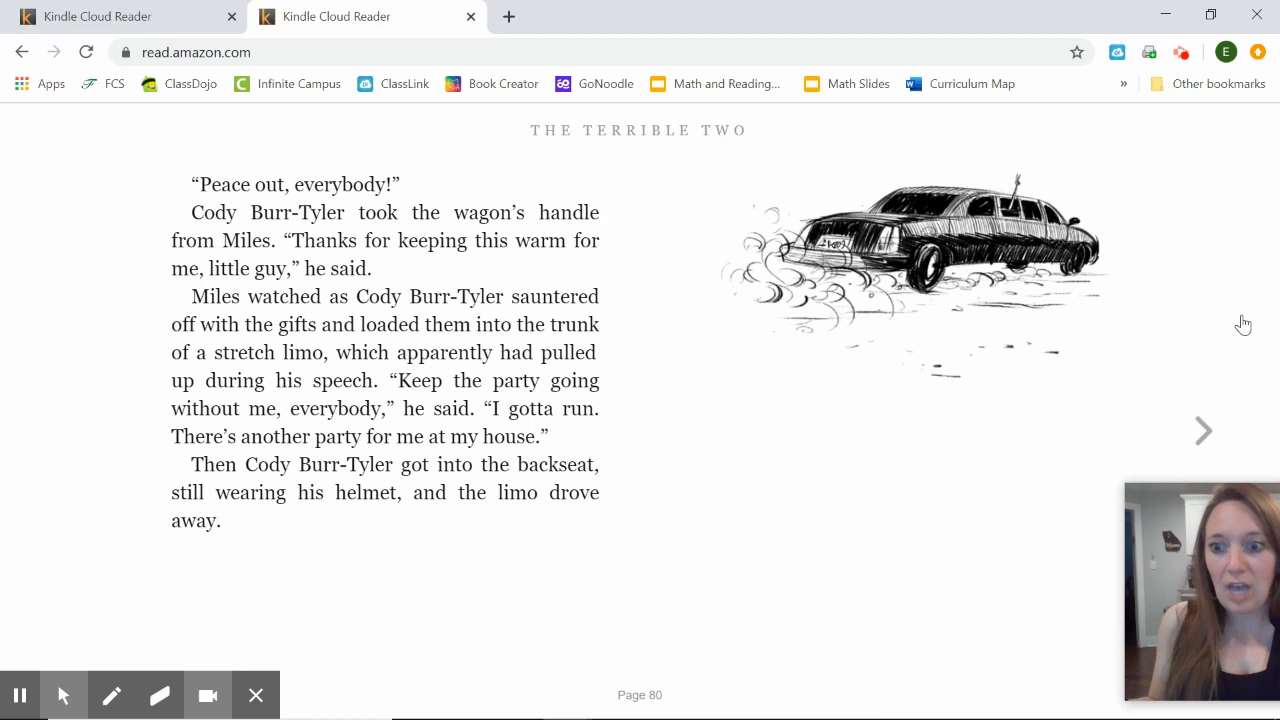 Kindle Cloud Reader
Kindle Cloud Reader
read.amazon.com
E
Apps
FCS
ClassDojo
Infinite Campus
ClassLink
Book Creator
GoNoodle
Math and Reading...
Math Slides
Curriculum Map
»
Other bookmarks
THE TERRIBLE TWO
“Peace out, everybody!”
Cody Burr-Tyler took the wagon’s handle
from Miles. “Thanks for keeping this warm for
me, little guy,” he said.
Miles watched as Cody Burr-Tyler sauntered
off with the gifts and loaded them into the trunk
of a stretch limo, which apparently had pulled
up during his speech. “Keep the party going
without me, everybody,” he said. “I gotta run.
There’s another party for me at my house.”
Then Cody Burr-Tyler got into the backseat,
still wearing his helmet, and the limo drove
away.
Page 80